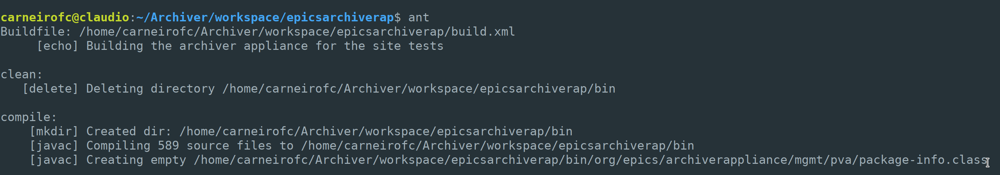 carneirofc@claudio:~/Archiver/workspace/epicsarchiverap$ ant
Buildfile: /home/carneirofc/Archiver/workspace/epicsarchiverap/build.xml
     [echo] Building the archiver appliance for the site tests

clean:
   [delete] Deleting directory /home/carneirofc/Archiver/workspace/epicsarchiverap/bin

compile:
    [mkdir] Created dir: /home/carneirofc/Archiver/workspace/epicsarchiverap/bin
    [javac] Compiling 589 source files to /home/carneirofc/Archiver/workspace/epicsarchiverap/bin
    [javac] Creating empty /home/carneirofc/Archiver/workspace/epicsarchiverap/bin/org/epics/archiverappliance/mgmt/pva/package-info.class